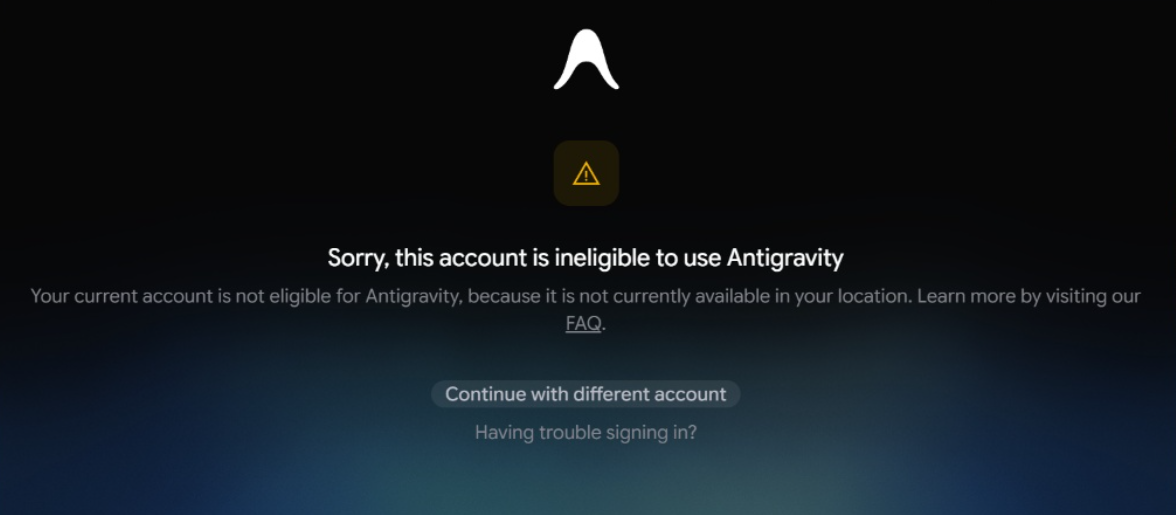 Sorry, this account is ineligible to use Antigravity
Your current account is not eligible for Antigravity, because it is not currently available in your location. Learn more by visiting our
FAQ.
Continue with different account
Having trouble signing in?